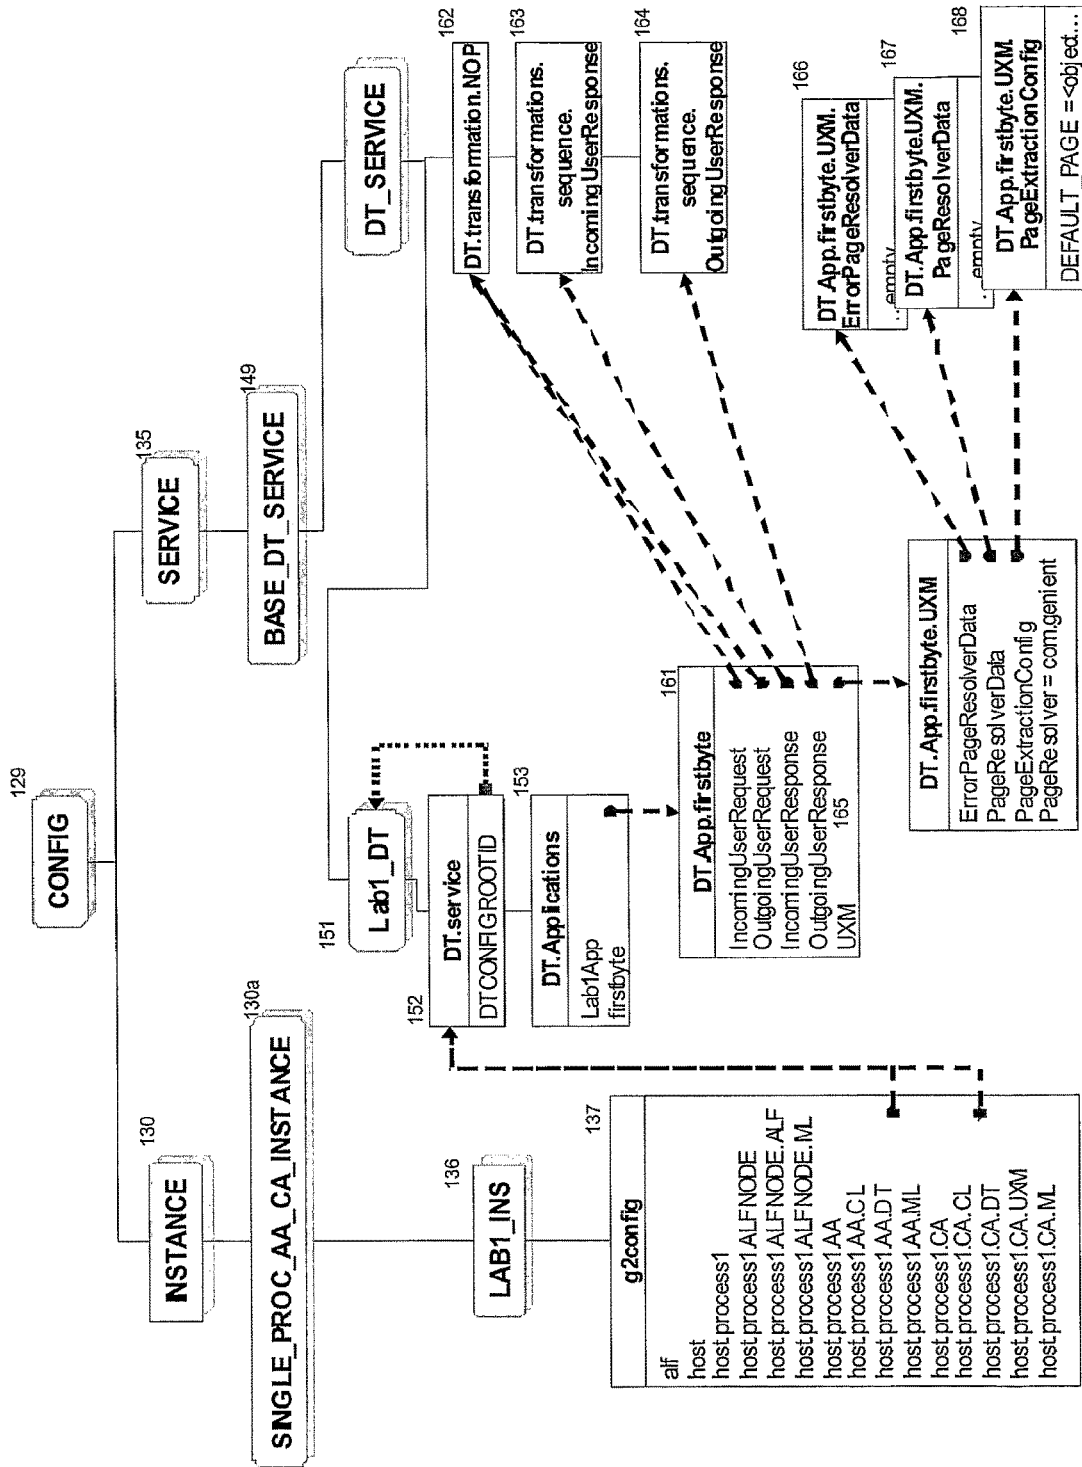 129
CONFIG
130
INSTANCE
135
SERVICE
130a
SINGLE_PROC_AA_CA_INSTANCE
149
BASE_DT_SERVICE
136
LAB1_INS
151
Lab1_DT
DT_SERVICE
137
g2config
alf
host
host.process1
host.process1.ALFNODE
host.process1.ALFNODE.ALF
host.process1.ALFNODE.ML
host.process1.AA
host.process1.AA.CL
host.process1.AA.DT
host.process1.AA.ML
host.process1.CA
host.process1.CA.CL
host.process1.CA.DT
host.process1.CA.UXM
host.process1.CA.ML
152
DT.service
DTCONFIGROOTID
153
DT.Applications
Lab1App
firstbyte
161
DT.App.firstbyte
IncomingUserRequest
OutgoingUserRequest
IncomingUserResponse
OutgoingUserResponse
UXM
165
DT.App.firstbyte.UXM
ErrorPageResolverData
PageResolverData
PageExtractionConfig
PageResolver = com.genient
162
DT.transformation.NOP
163
DT.transformations.
sequence.
IncomingUserResponse
164
DT.transformations.
sequence.
OutgoingUserResponse
166
DT.App.firstbyte.UXM.
ErrorPageResolverData
...empty
167
DT.App.firstbyte.UXM.
PageResolverData
...empty
168
DT.App.firstbyte.UXM.
PageExtractionConfig
DEFAULT_PAGE =<object...